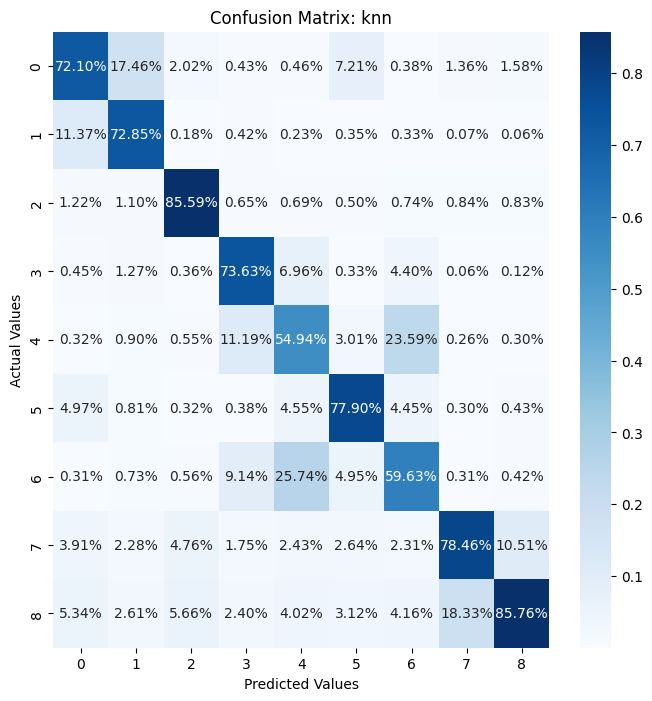 Confusion Matrix: knn
0 72.10% 17.46% 2.02% 0.43% 0.46% 7.21% 0.38% 1.36% 1.58%
1 11.37% 72.85% 0.18% 0.42% 0.23% 0.35% 0.33% 0.07% 0.06%
2 1.22% 1.10% 85.59% 0.65% 0.69% 0.50% 0.74% 0.84% 0.83%
3 0.45% 1.27% 0.36% 73.63% 6.96% 0.33% 4.40% 0.06% 0.12%
4 0.32% 0.90% 0.55% 11.19% 54.94% 3.01% 23.59% 0.26% 0.30%
5 4.97% 0.81% 0.32% 0.38% 4.55% 77.90% 4.45% 0.30% 0.43%
6 0.31% 0.73% 0.56% 9.14% 25.74% 4.95% 59.63% 0.31% 0.42%
7 3.91% 2.28% 4.76% 1.75% 2.43% 2.64% 2.31% 78.46% 10.51%
8 5.34% 2.61% 5.66% 2.40% 4.02% 3.12% 4.16% 18.33% 85.76%
0 1 2 3 4 5 6 7 8
Predicted Values
Actual Values
0.8
0.7
0.6
0.5
0.4
0.3
0.2
0.1